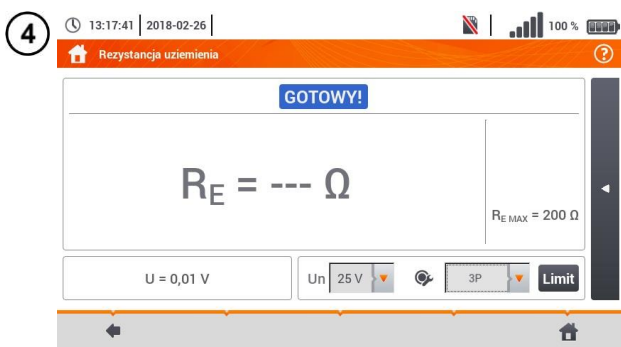 4
13:17:41 2018-02-26 100 %
Rezystancja uziemienia ?
GOTOWY!
RE = --- Ω
RE MAX = 200 Ω
U = 0,01 V Un 25 V 3P Limit